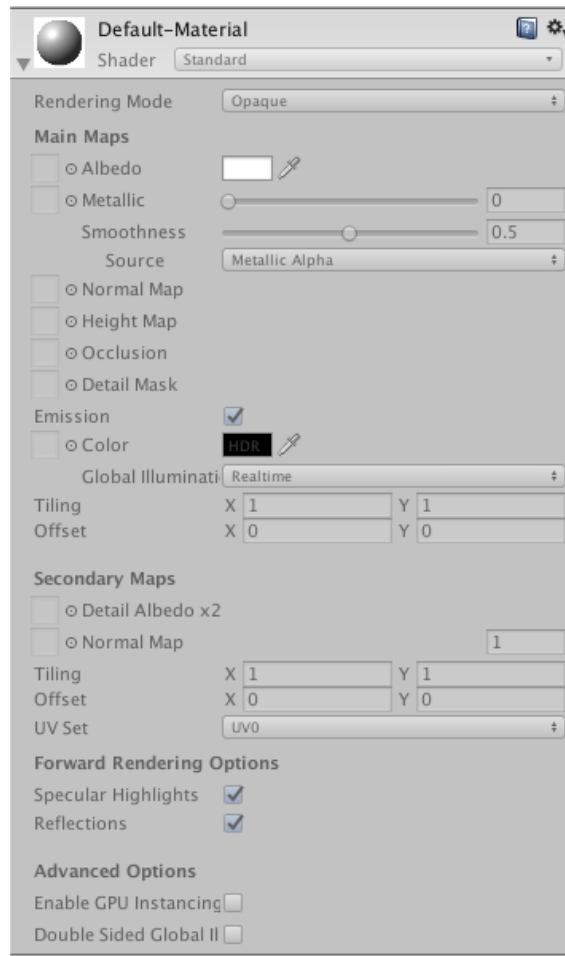 Default-Material
Shader Standard
Rendering Mode Opaque
Main Maps
Albedo
Metallic 0
Smoothness 0.5
Source Metallic Alpha
Normal Map
Height Map
Occlusion
Detail Mask
Emission
Color HDR
Global Illuminati Realtime
Tiling X 1 Y 1
Offset X 0 Y 0
Secondary Maps
Detail Albedo x2
Normal Map 1
Tiling X 1 Y 1
Offset X 0 Y 0
UV Set UV0
Forward Rendering Options
Specular Highlights
Reflections
Advanced Options
Enable GPU Instancing
Double Sided Global Il